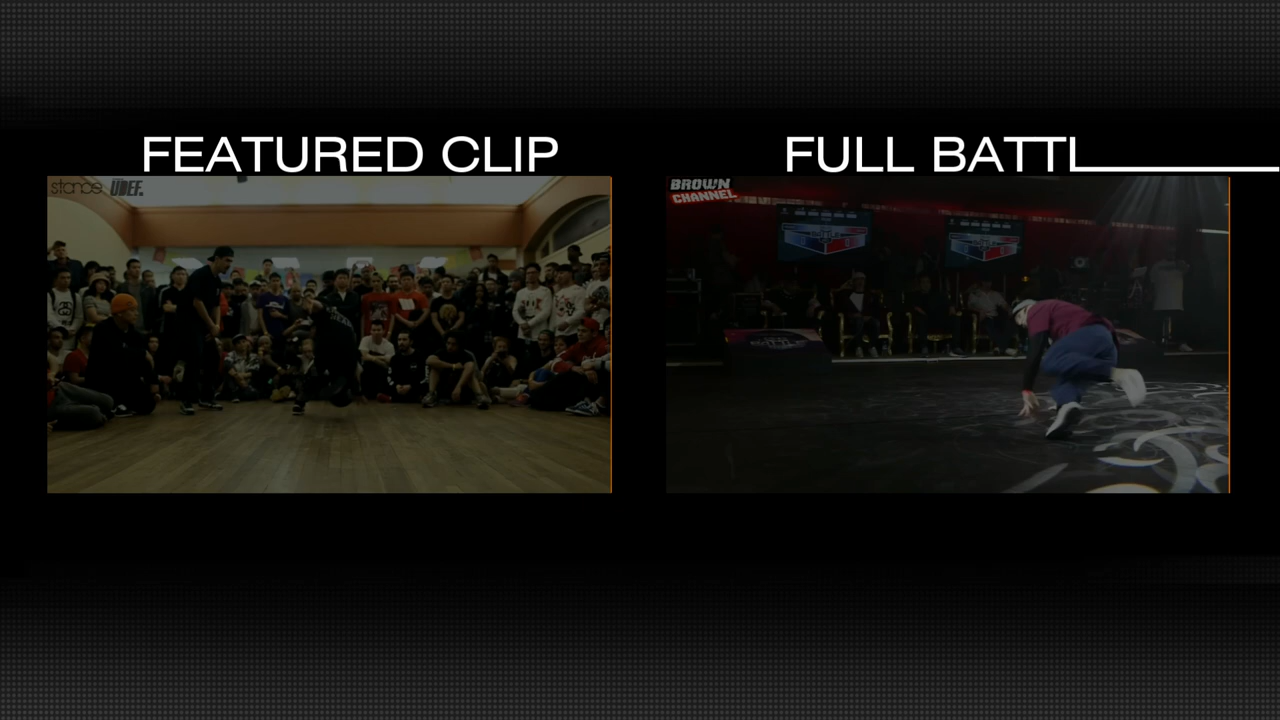 FEATURED CLIP
FULL BATTL
stance UDEF.
BROWN
CHANNEL